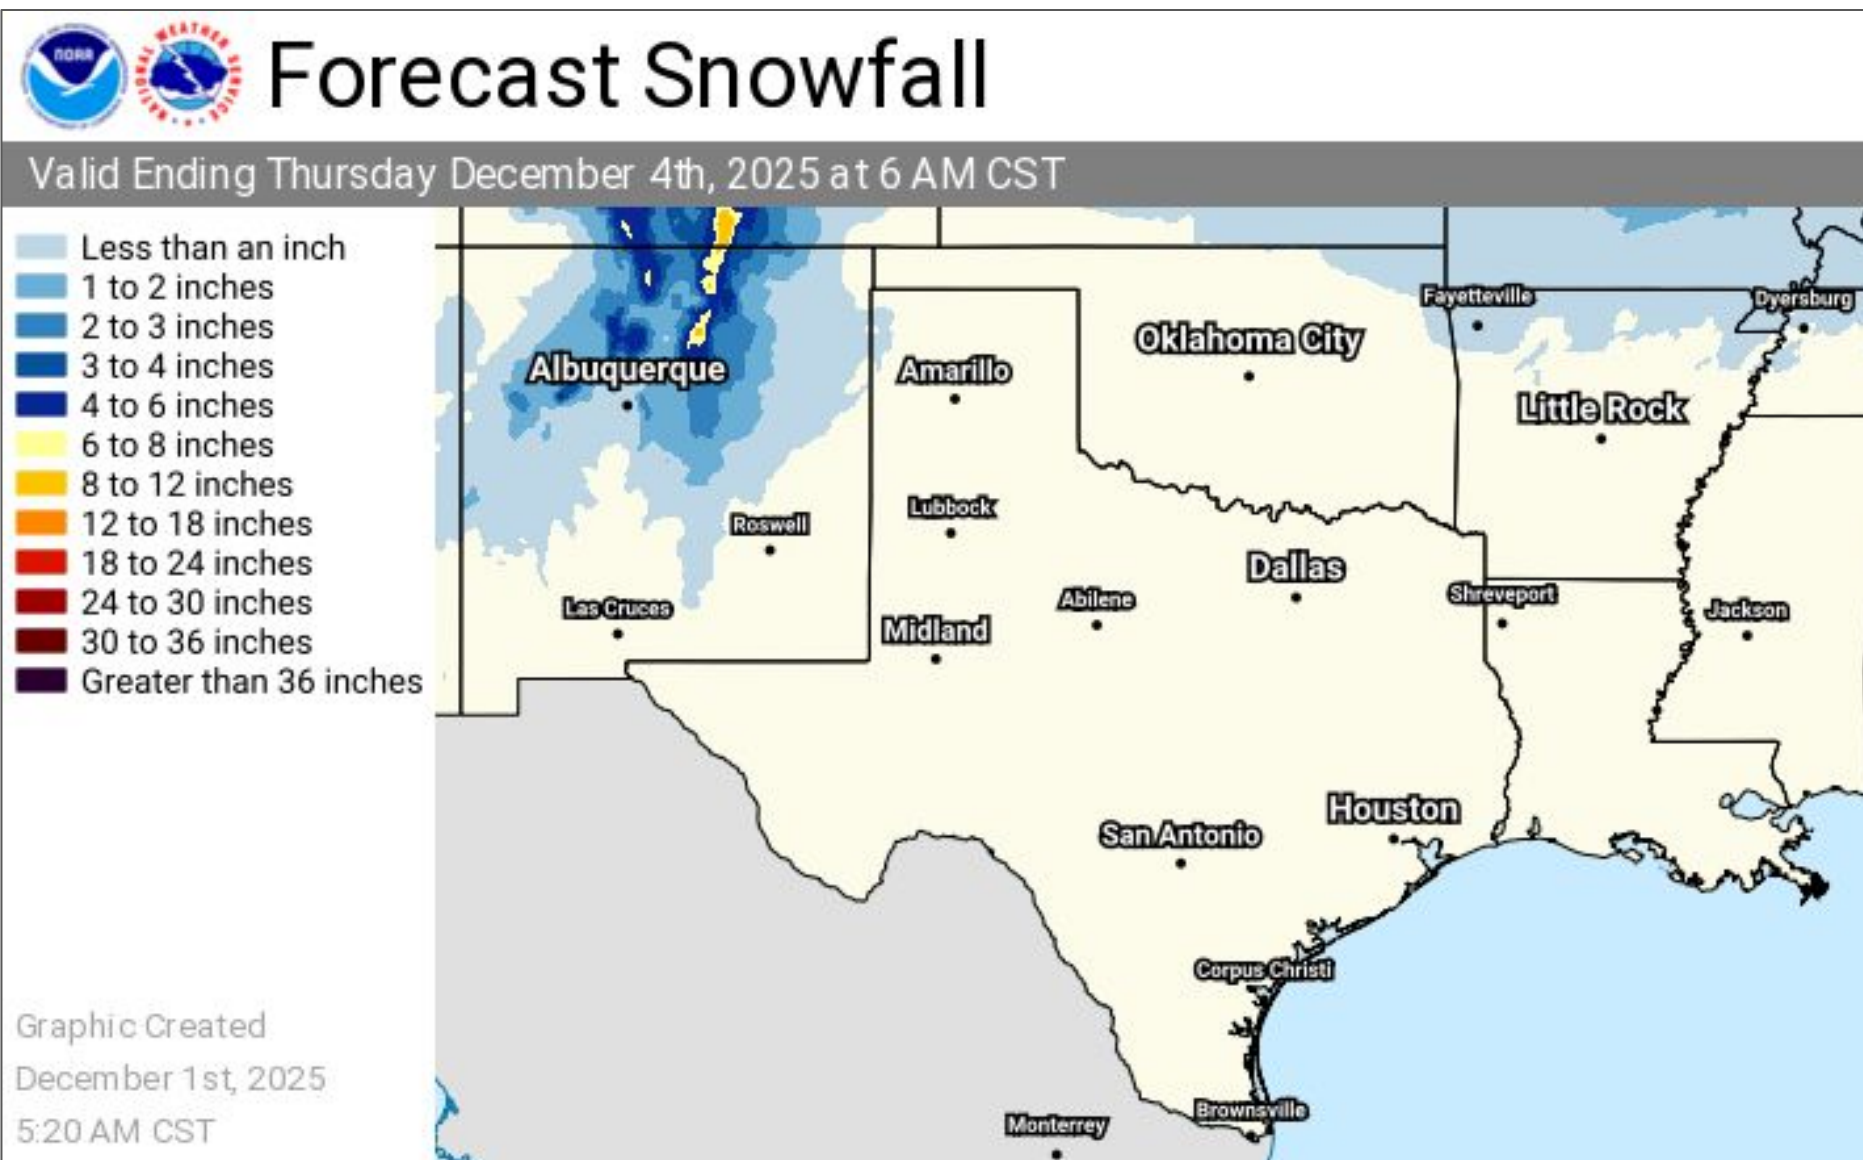 NOAA
NATIONAL WEATHER SERVICE
Forecast Snowfall
Valid Ending Thursday December 4th, 2025 at 6 AM CST
Less than an inch
1 to 2 inches
2 to 3 inches
3 to 4 inches
4 to 6 inches
6 to 8 inches
8 to 12 inches
12 to 18 inches
18 to 24 inches
24 to 30 inches
30 to 36 inches
Greater than 36 inches
Fayetteville
Dyersburg
Oklahoma City
Albuquerque
Amarillo
Little Rock
Lubbock
Roswell
Dallas
Shreveport
Abilene
Las Cruces
Jackson
Midland
Houston
San Antonio
Corpus Christi
Brownsville
Monterrey
Graphic Created
December 1st, 2025
5:20 AM CST